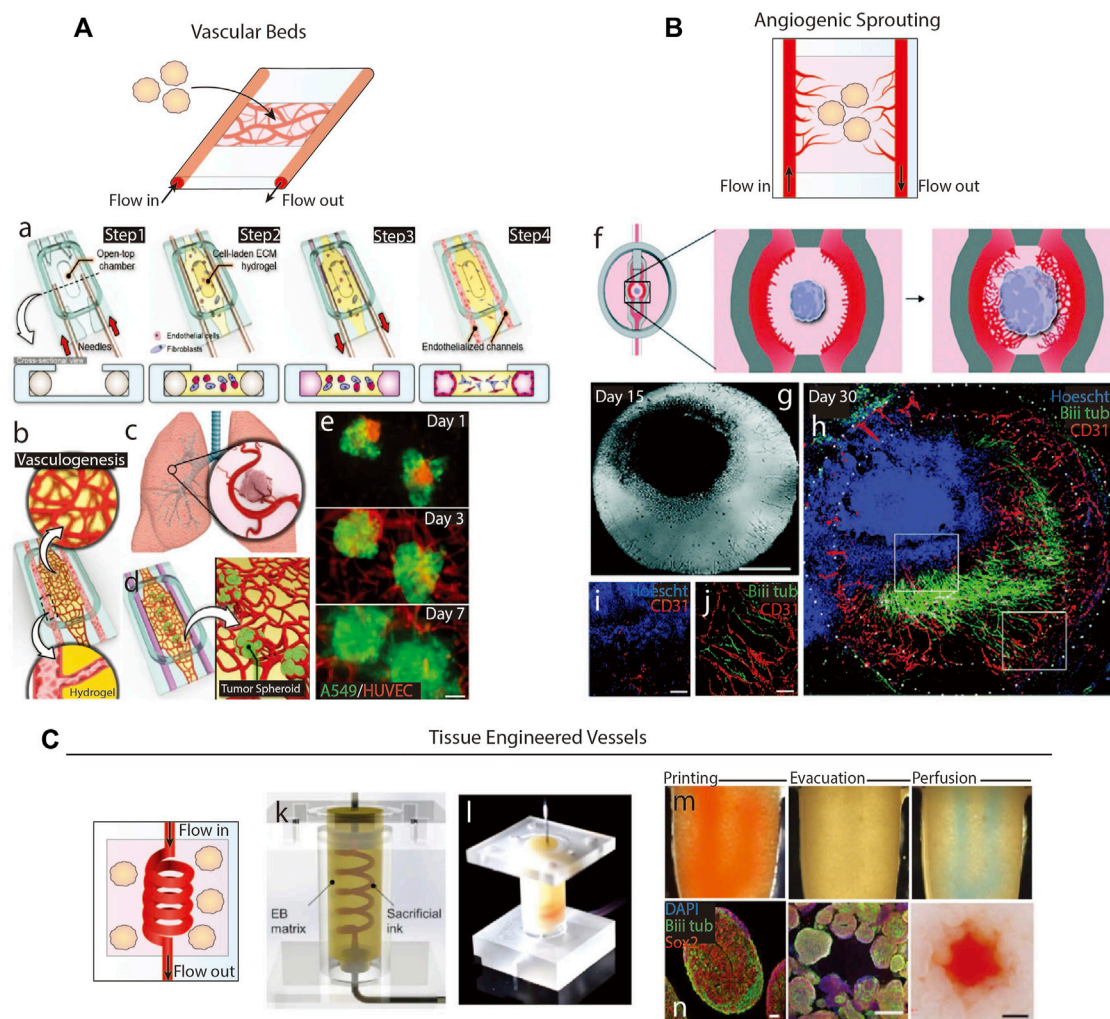 A
Vascular Beds
Flow in
Flow out
B
Angiogenic Sprouting
Flow in
Flow out
a
Step1
Step2
Step3
Step4
Open-top
chamber
Cell-laden ECM
hydrogel
Needles
Endothelial cells
Fibroblasts
Endothelialized channels
Cross-sectional view
b
Vasculogenesis
Hydrogel
c
d
Tumor Spheroid
e
Day 1
Day 3
Day 7
A549/HUVEC
f
Day 15
g
Day 30
h
Hoescht
Biii tub
CD31
i
Hoescht
CD31
j
Biii tub
CD31
C
Tissue Engineered Vessels
Flow in
Flow out
k
EB
matrix
Sacrificial
ink
l
Printing
Evacuation
Perfusion
m
DAPI
Biii tub
Sox2
n